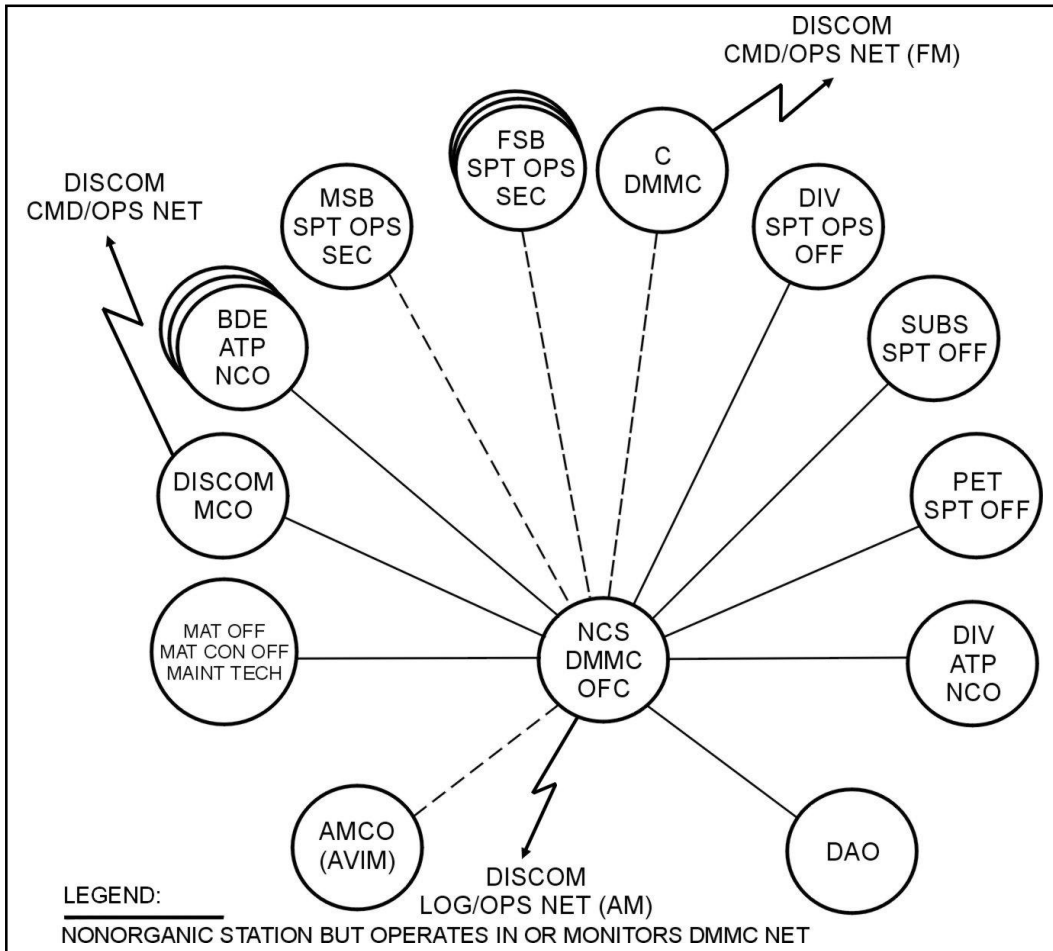 DISCOM
CMD/OPS NET (FM)
FSB
SPT OPS
SEC
C
DMMC
DISCOM
CMD/OPS NET
MSB
SPT OPS
SEC
DIV
SPT OPS
OFF
BDE
ATP
NCO
SUBS
SPT OFF
DISCOM
MCO
PET
SPT OFF
MAT OFF
MAT CON OFF
MAINT TECH
NCS
DMMC
OFC
DIV
ATP
NCO
AMCO
(AVIM)
DAO
DISCOM
LOG/OPS NET (AM)
LEGEND:
NONORGANIC STATION BUT OPERATES IN OR MONITORS DMMC NET